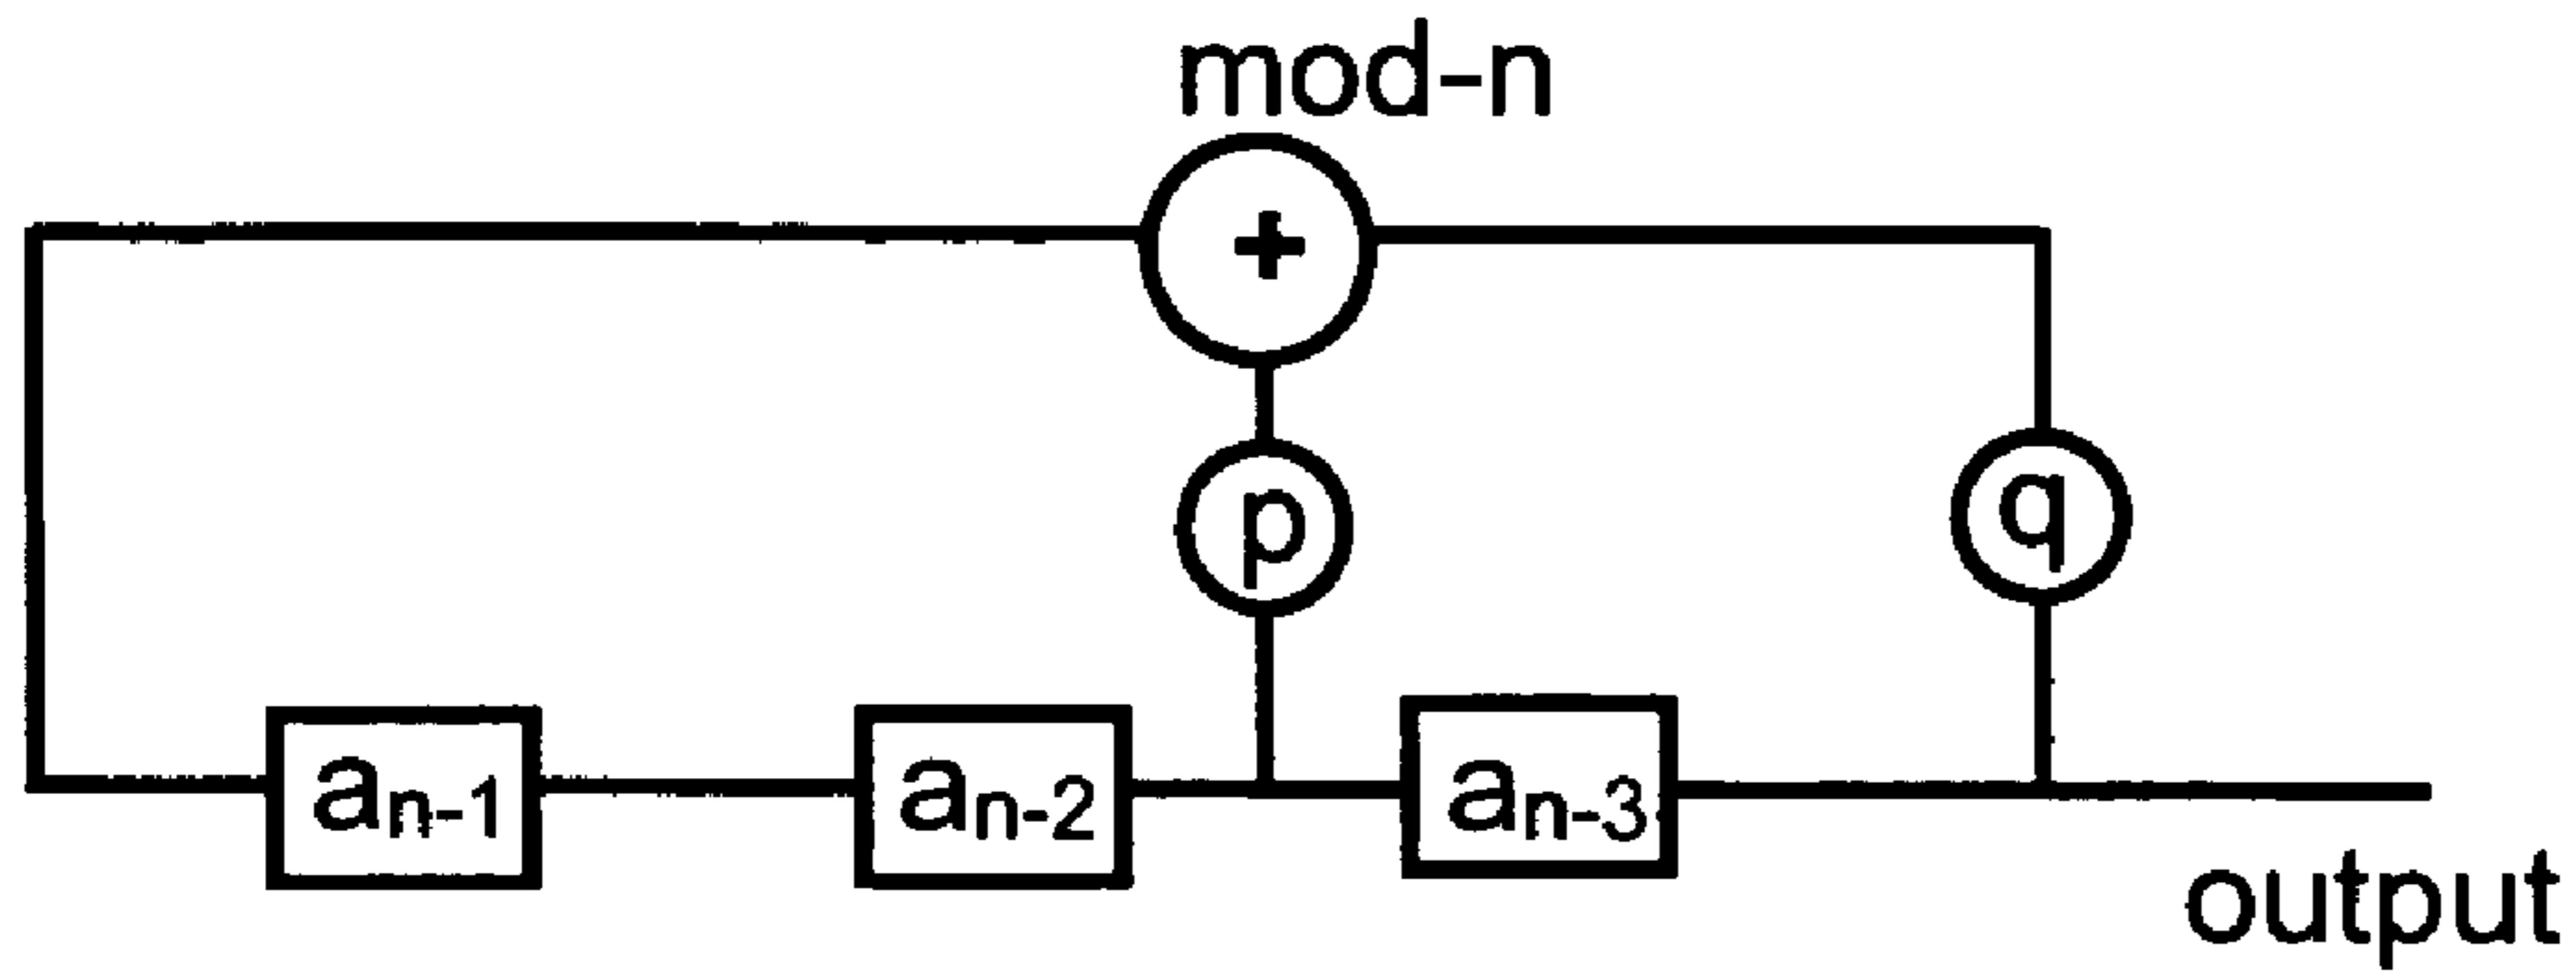 mod-n
+
p
q
aₙ₋₁ aₙ₋₂ aₙ₋₃
output